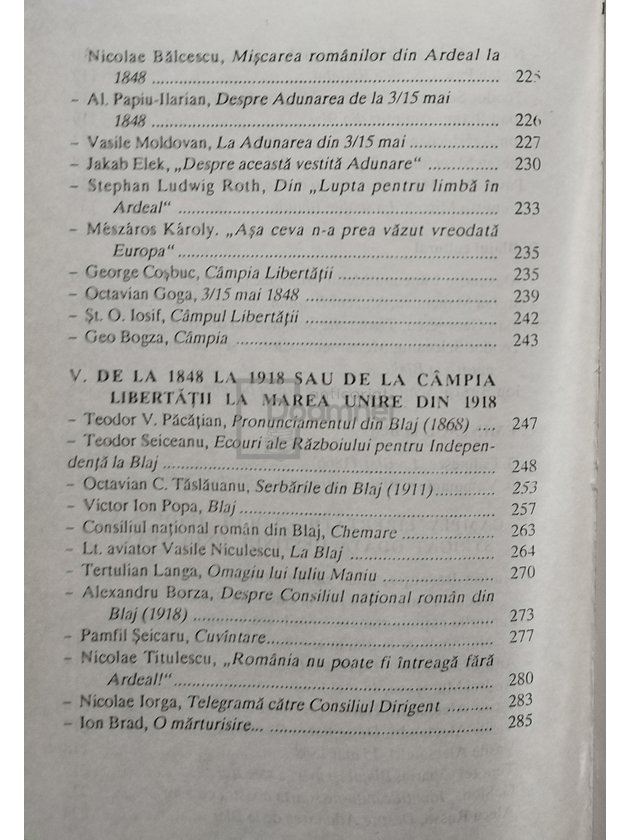 Nicolae Bălcescu, Mişcarea românilor din Ardeal la
1848 .......... 225
– Al. Papiu-Ilarian, Despre Adunarea de la 3/15 mai
1848 .......... 226
– Vasile Moldovan, La Adunarea din 3/15 mai .......... 227
– Jakab Elek, „Despre această vestită Adunare“ .......... 230
– Stephan Ludwig Roth, Din „Lupta pentru limbă în
Ardeal“ .......... 233
– Mészáros Károly. „Aşa ceva n-a prea văzut vreodată
Europa“ .......... 235
– George Coşbuc, Câmpia Libertăţii .......... 235
– Octavian Goga, 3/15 mai 1848 .......... 239
– Şt. O. Iosif, Câmpul Libertăţii .......... 242
– Geo Bogza, Câmpia .......... 243
V. DE LA 1848 LA 1918 SAU DE LA CÂMPIA
LIBERTĂŢII LA MAREA UNIRE DIN 1918
– Teodor V. Păcăţian, Pronunciamentul din Blaj (1868) .... 247
– Teodor Seiceanu, Ecouri ale Războiului pentru Indepen-
denţă la Blaj .......... 248
– Octavian C. Tăslăuanu, Serbările din Blaj (1911) .......... 253
– Victor Ion Popa, Blaj .......... 257
– Consiliul naţional român din Blaj, Chemare .......... 263
– Lt. aviator Vasile Niculescu, La Blaj .......... 264
– Tertulian Langa, Omagiu lui Iuliu Maniu .......... 270
– Alexandru Borza, Despre Consiliul naţional român din
Blaj (1918) .......... 273
– Pamfil Şeicaru, Cuvîntare .......... 277
– Nicolae Titulescu, „România nu poate fi întreagă fără
Ardeal!“ .......... 280
– Nicolae Iorga, Telegramă către Consiliul Dirigent .......... 283
– Ion Brad, O mărturisire... .......... 285